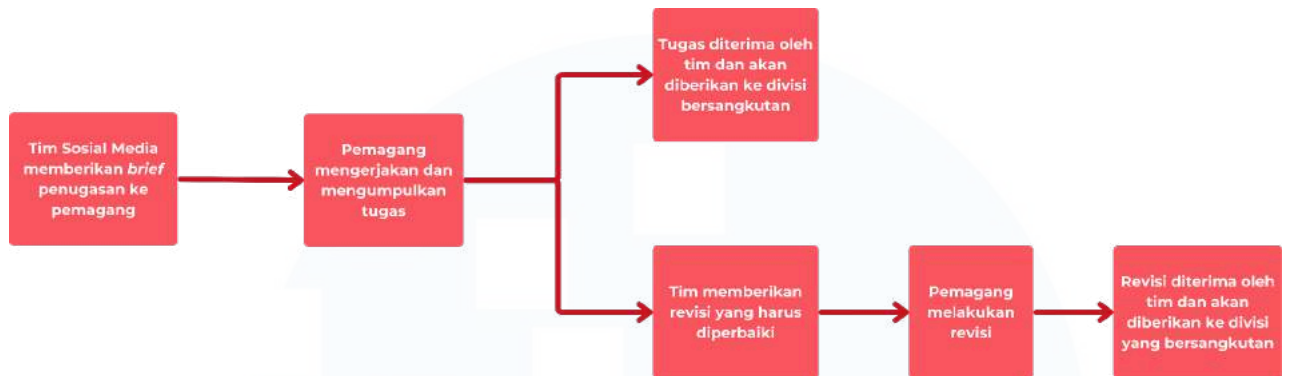 Tim Sosial Media
memberikan brief
penugasan ke
pemagang
Pemagang
mengerjakan dan
mengumpulkan
tugas
Tugas diterima oleh
tim dan akan
diberikan ke divisi
bersangkutan
Tim memberikan
revisi yang harus
diperbaiki
Pemagang
melakukan
revisi
Revisi diterima oleh
tim dan akan
diberikan ke divisi
yang bersangkutan